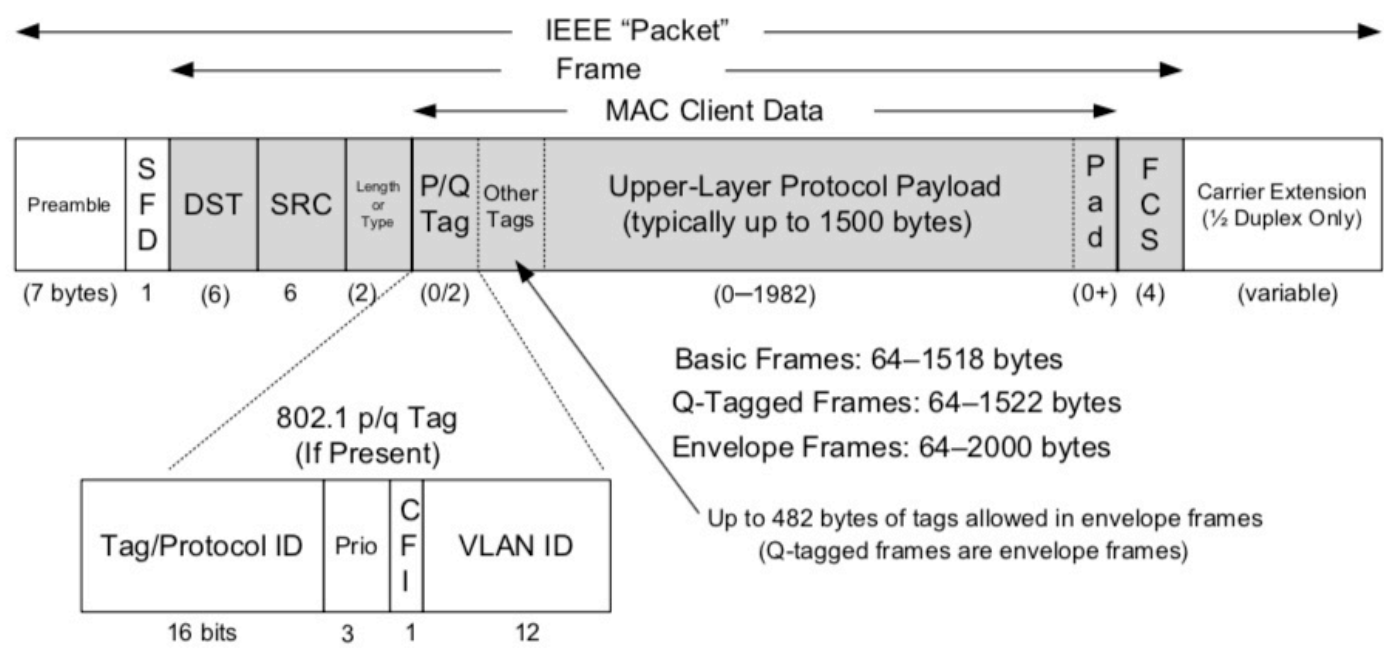 IEEE “Packet”
Frame
MAC Client Data
Preamble
S
F
D
DST
SRC
Length
or
Type
P/Q
Tag
Other
Tags
Upper-Layer Protocol Payload
(typically up to 1500 bytes)
P
a
d
F
C
S
Carrier Extension
(½ Duplex Only)
(7 bytes) 1 (6) 6 (2) (0/2) (0—1982) (0+) (4) (variable)
Basic Frames: 64–1518 bytes
Q-Tagged Frames: 64–1522 bytes
Envelope Frames: 64–2000 bytes
802.1 p/q Tag
(If Present)
Up to 482 bytes of tags allowed in envelope frames
(Q-tagged frames are envelope frames)
Tag/Protocol ID
Prio
C
F
I
VLAN ID
16 bits 3 1 12